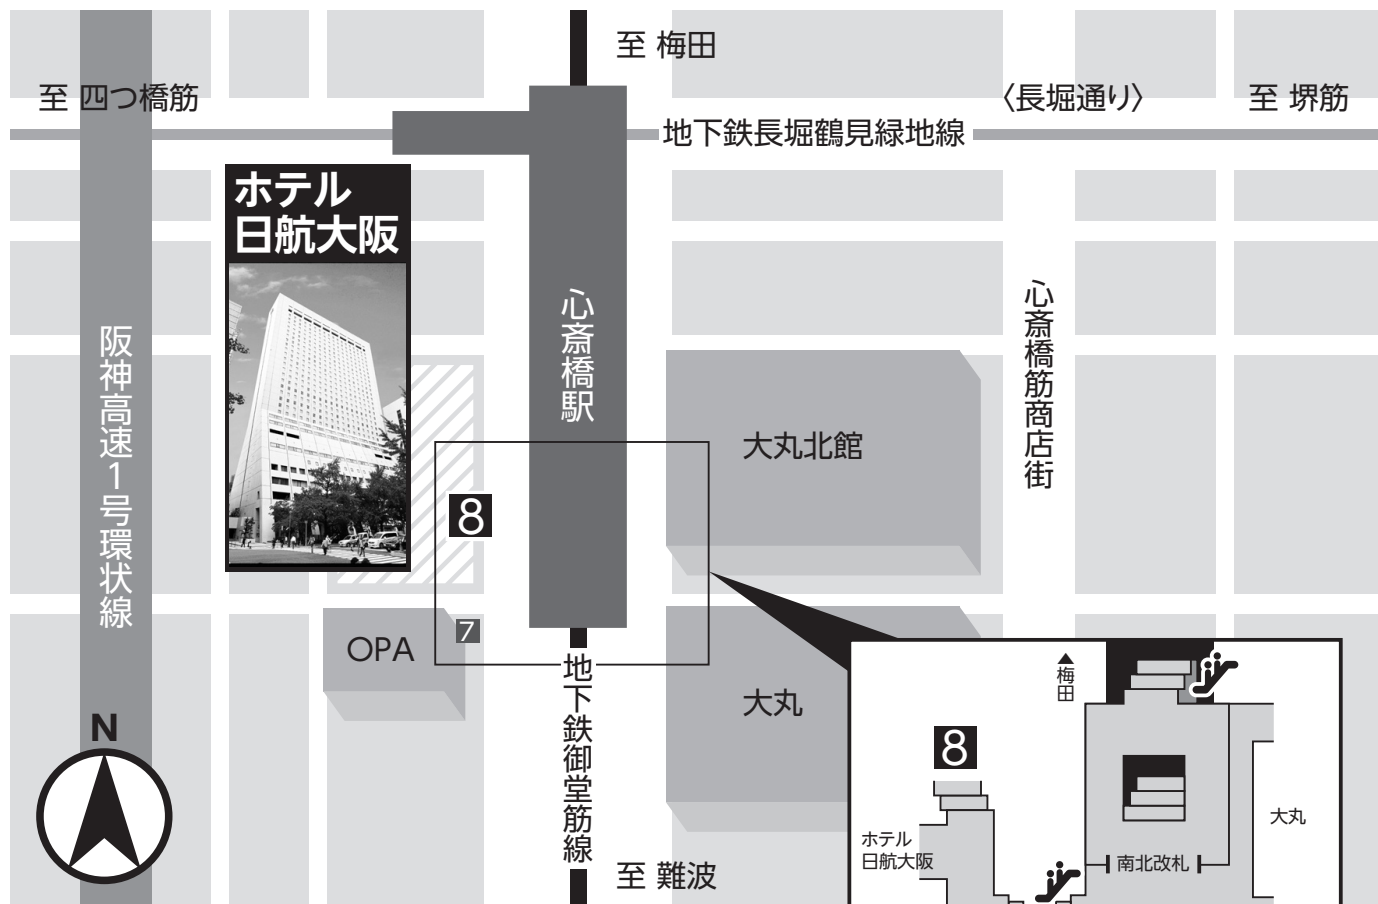 至 梅田
至 四つ橋筋
〈長堀通り〉
至 堺筋
地下鉄長堀鶴見緑地線
ホテル
日航大阪
心斎橋駅
心斎橋筋商店街
阪神高速1号環状線
大丸北館
8
7
OPA
大丸
地下鉄御堂筋線
至 難波
N
▲梅田
8
大丸
ホテル
日航大阪
南北改札